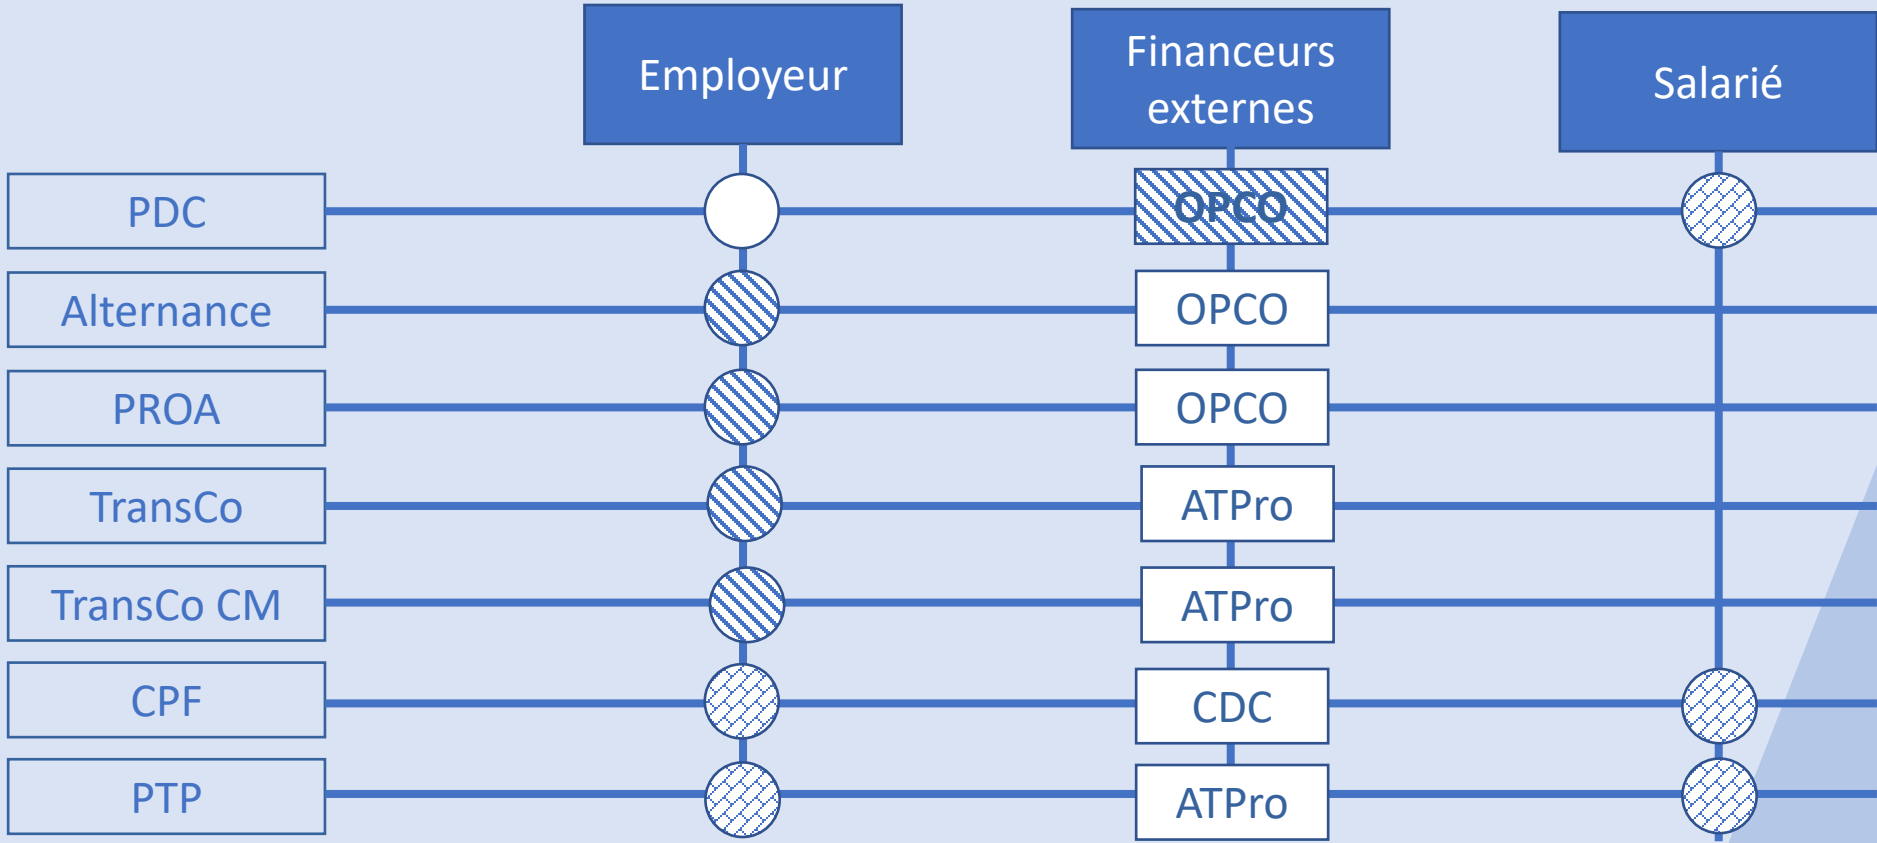 Employeur
Financeurs
externes
Salarié
PDC
OPCO
Alternance
OPCO
PROA
OPCO
TransCo
ATPro
TransCo CM
ATPro
CPF
CDC
PTP
ATPro